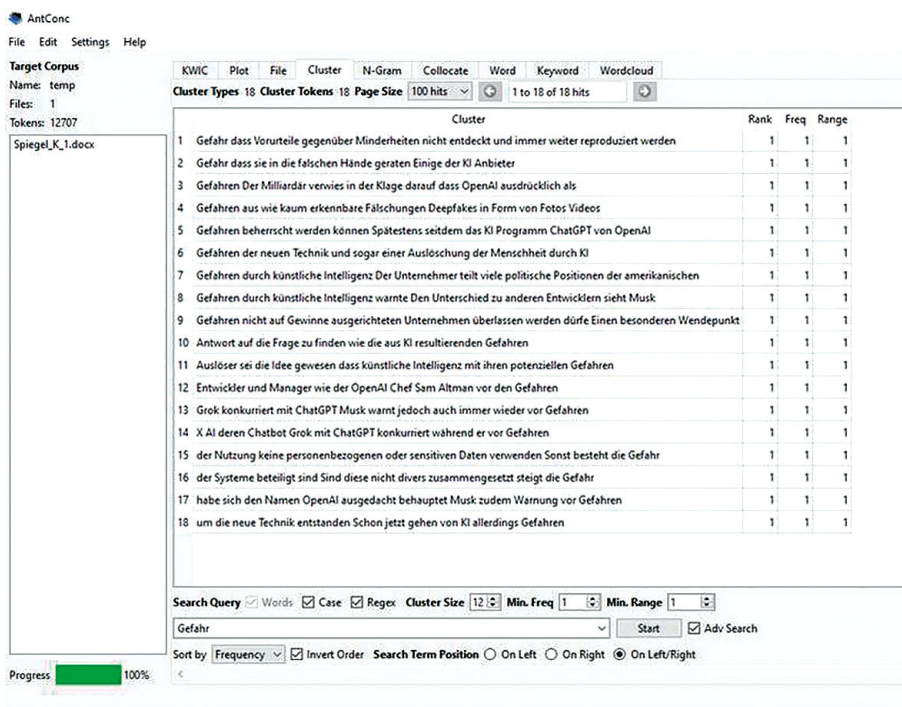 AntConc
File Edit Settings Help
Target Corpus
Name: temp
Files: 1
Tokens: 12707
Spiegel_K_1.docx
Progress 100%
KWIC Plot File Cluster N-Gram Collocate Word Keyword Wordcloud
Cluster Types 18 Cluster Tokens 18 Page Size 100 hits 1 to 18 of 18 hits
Cluster Rank Freq Range
1 Gefahr dass Vorurteile gegenüber Minderheiten nicht entdeckt und immer weiter reproduziert werden 1 1 1
2 Gefahr dass sie in die falschen Hände geraten Einige der KI Anbieter 1 1 1
3 Gefahren Der Milliardär verwies in der Klage darauf dass OpenAI ausdrücklich als 1 1 1
4 Gefahren aus wie kaum erkennbare Fälschungen Deepfakes in Form von Fotos Videos 1 1 1
5 Gefahren beherrscht werden können Spätestens seitdem das KI Programm ChatGPT von OpenAI 1 1 1
6 Gefahren der neuen Technik und sogar einer Auslöschung der Menschheit durch KI 1 1 1
7 Gefahren durch künstliche Intelligenz Der Unternehmer teilt viele politische Positionen der amerikanischen 1 1 1
8 Gefahren durch künstliche Intelligenz warnte Den Unterschied zu anderen Entwicklern sieht Musk 1 1 1
9 Gefahren nicht auf Gewinne ausgerichteten Unternehmen überlassen werden dürfe Einen besonderen Wendepunkt 1 1 1
10 Antwort auf die Frage zu finden wie die aus KI resultierenden Gefahren 1 1 1
11 Auslöser sei die Idee gewesen dass künstliche Intelligenz mit ihren potenziellen Gefahren 1 1 1
12 Entwickler und Manager wie der OpenAI Chef Sam Altman vor den Gefahren 1 1 1
13 Grok konkurriert mit ChatGPT Musk warnt jedoch auch immer wieder vor Gefahren 1 1 1
14 X AI deren Chatbot Grok mit ChatGPT konkurriert während er vor Gefahren 1 1 1
15 der Nutzung keine personenbezogenen oder sensitiven Daten verwenden Sonst besteht die Gefahr 1 1 1
16 der Systeme beteiligt sind Sind diese nicht divers zusammengesetzt steigt die Gefahr 1 1 1
17 habe sich den Namen OpenAI ausgedacht behauptet Musk zudem Warnung vor Gefahren 1 1 1
18 um die neue Technik entstanden Schon jetzt gehen von KI allerdings Gefahren 1 1 1
Search Query Words Case Regex Cluster Size 12 Min. Freq 1 Min. Range 1
Gefahr Start Adv Search
Sort by Frequency Invert Order Search Term Position On Left On Right On Left/Right